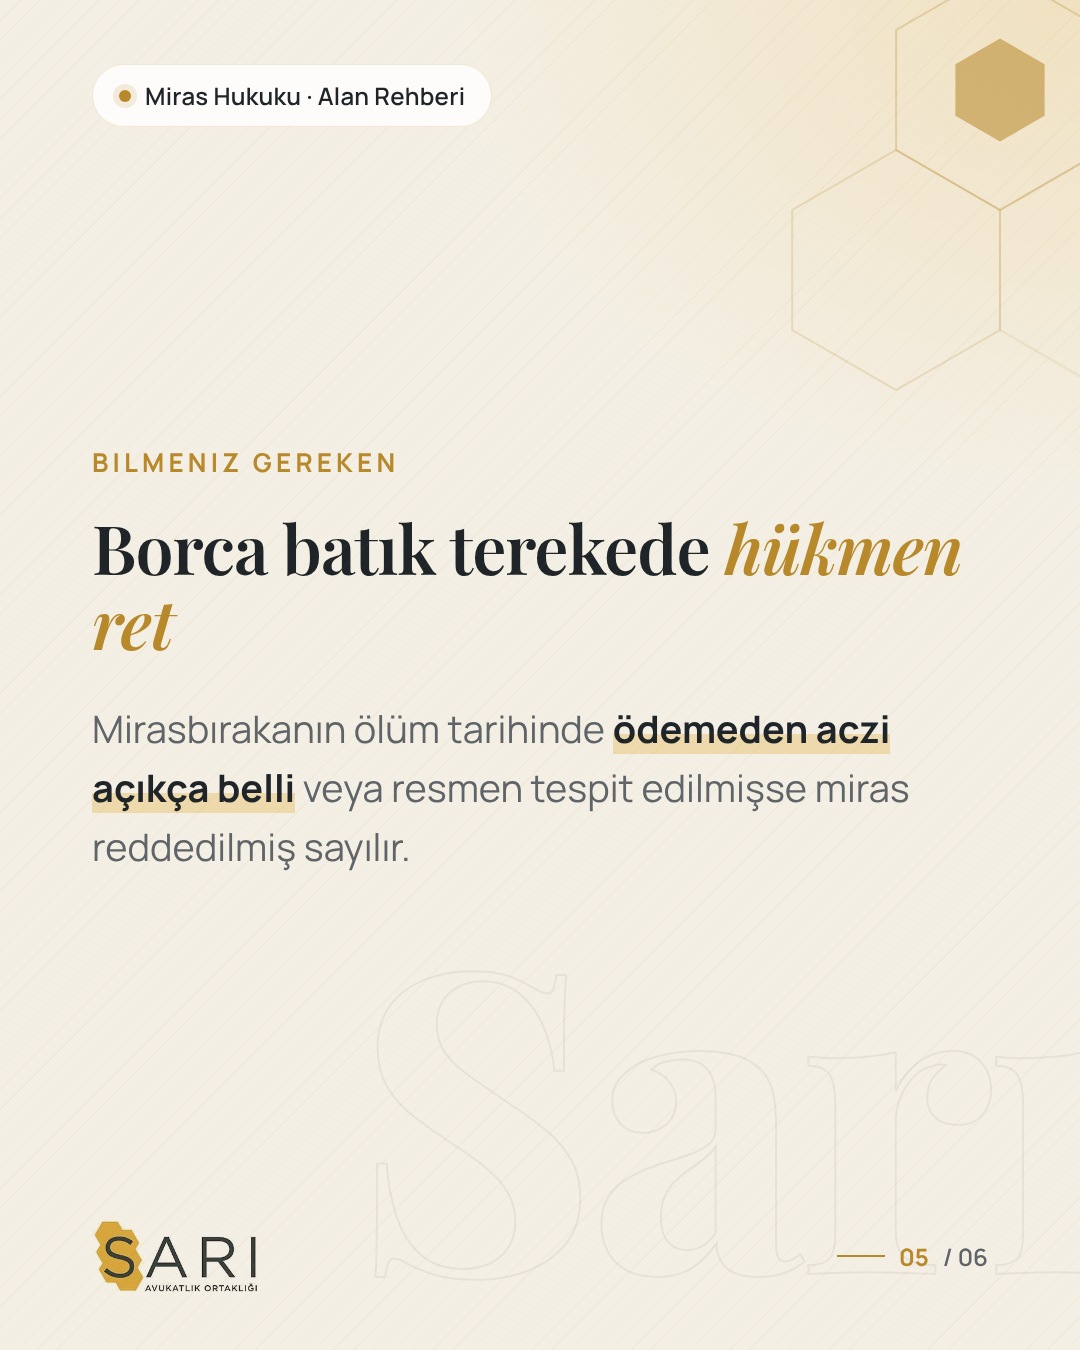 Miras Hukuku · Alan Rehberi
BILMENIZ GEREKEN
Borca batık terekede hükmen
ret
Mirasbırakanın ölüm tarihinde ödemeden aczi
açıkça belli veya resmen tespit edilmişse miras
reddedilmiş sayılır.
Sarı
SARI
AVUKATLIK ORTAKLIĞI
05 / 06